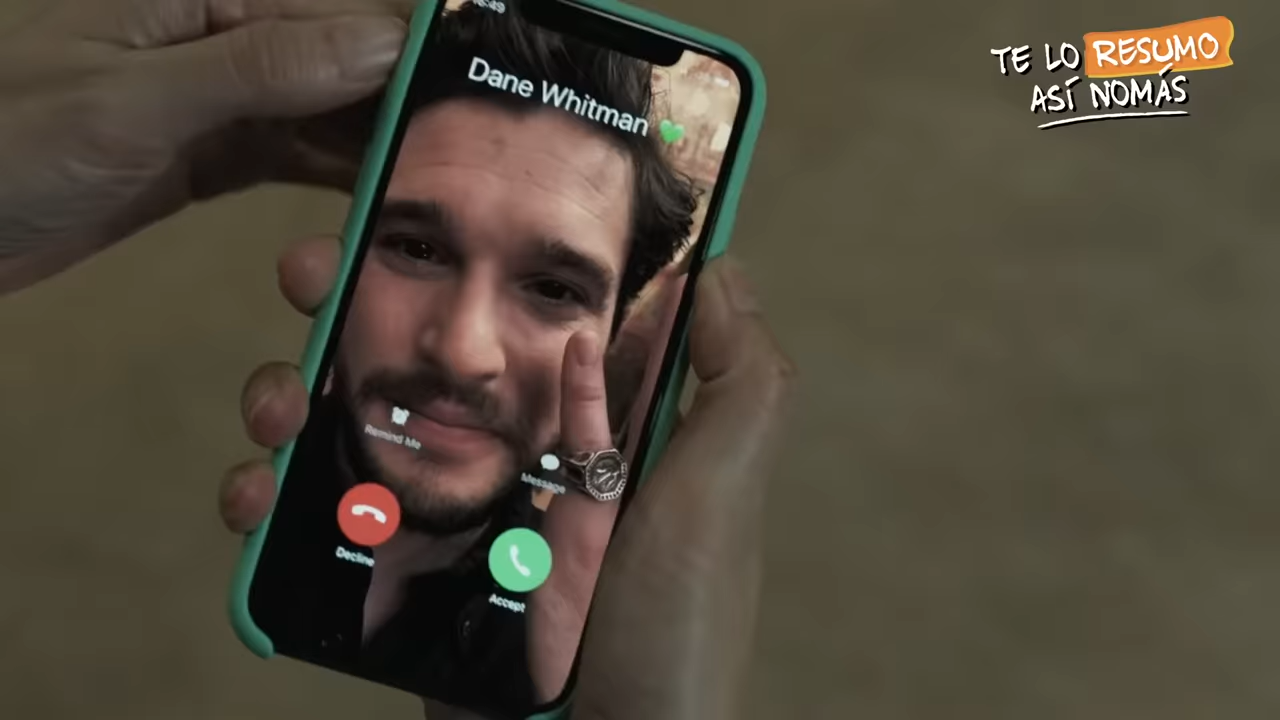 TE LO RESUMO
ASÍ NOMÁS
Dane Whitman 💚
Remind Me
Message
Decline
Accept